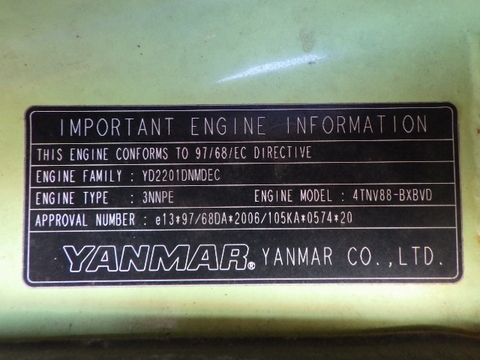 IMPORTANT ENGINE INFORMATION
THIS ENGINE CONFORMS TO 97/68/EC DIRECTIVE
ENGINE FAMILY : YD2201DNMDEC
ENGINE TYPE : 3NNPE ENGINE MODEL : 4TNV88-BXBVD
APPROVAL NUMBER : e13*97/68DA*2006/105KA*0574*20
YANMAR® YANMAR CO.,LTD.